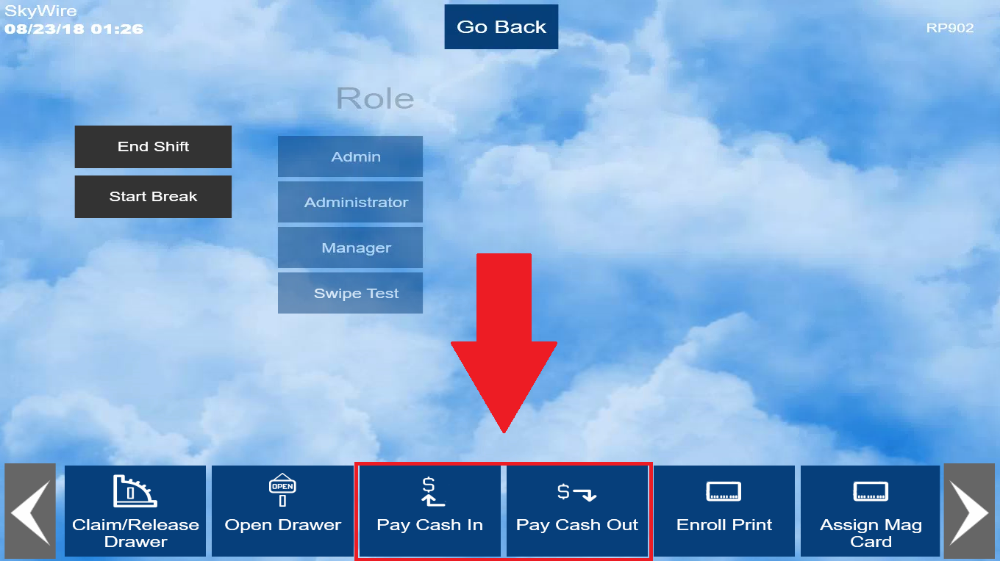 SkyWire
08/23/18 01:26
Go Back
RP902
Role
End Shift
Start Break
Admin
Administrator
Manager
Swipe Test
OPEN
Claim/Release
Drawer
Open Drawer
$
Pay Cash In
$
Pay Cash Out
Enroll Print
Assign Mag
Card